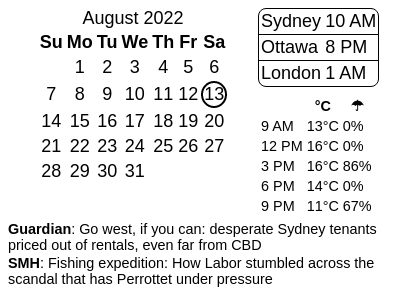 August 2022
Su Mo Tu We Th Fr Sa
1 2 3 4 5 6
7 8 9 10 11 12 13
14 15 16 17 18 19 20
21 22 23 24 25 26 27
28 29 30 31
Sydney 10 AM
Ottawa 8 PM
London 1 AM
°C ☂
9 AM 13°C 0%
12 PM 16°C 0%
3 PM 16°C 86%
6 PM 14°C 0%
9 PM 11°C 67%
Guardian: Go west, if you can: desperate Sydney tenants
priced out of rentals, even far from CBD
SMH: Fishing expedition: How Labor stumbled across the
scandal that has Perrottet under pressure